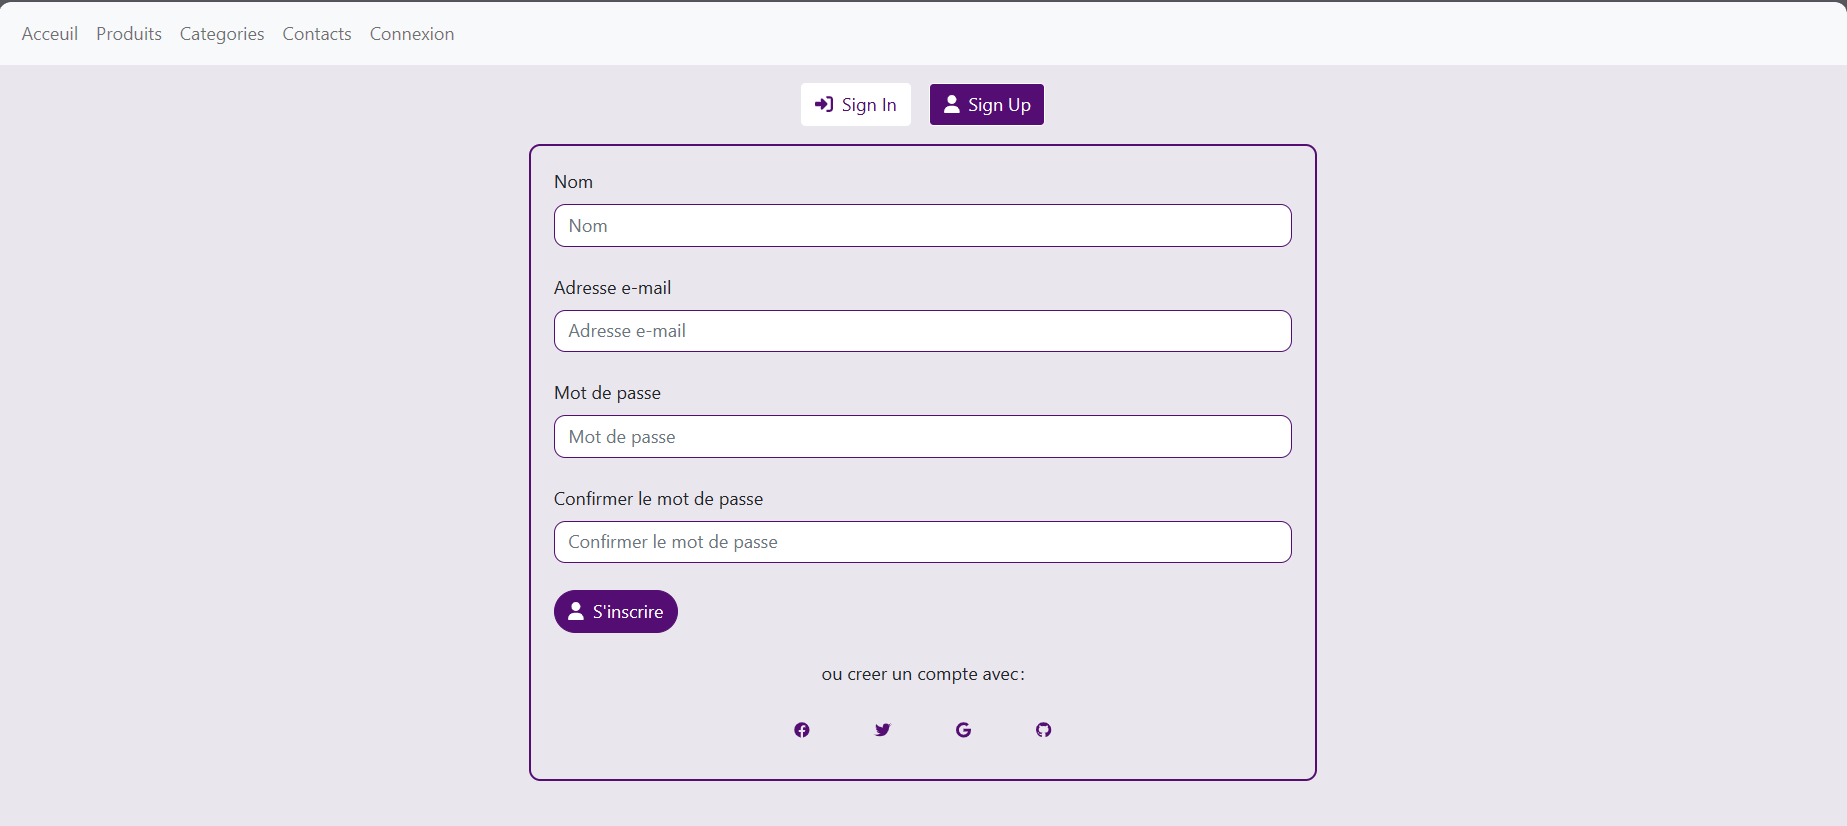 Acceuil Produits Categories Contacts Connexion
Sign In Sign Up
Nom
Nom
Adresse e-mail
Adresse e-mail
Mot de passe
Mot de passe
Confirmer le mot de passe
Confirmer le mot de passe
S'inscrire
ou creer un compte avec: